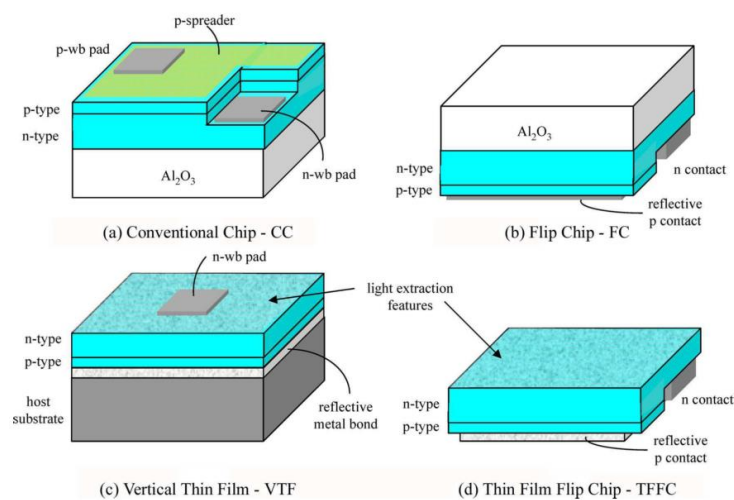 p-spreader
p-wb pad
p-type
n-type
Al₂O₃
n-wb pad
(a) Conventional Chip - CC
Al₂O₃
n-type
p-type
n contact
reflective
p contact
(b) Flip Chip - FC
n-wb pad
light extraction
features
n-type
p-type
host
substrate
reflective
metal bond
(c) Vertical Thin Film - VTF
n-type
p-type
n contact
reflective
p contact
(d) Thin Film Flip Chip - TFFC